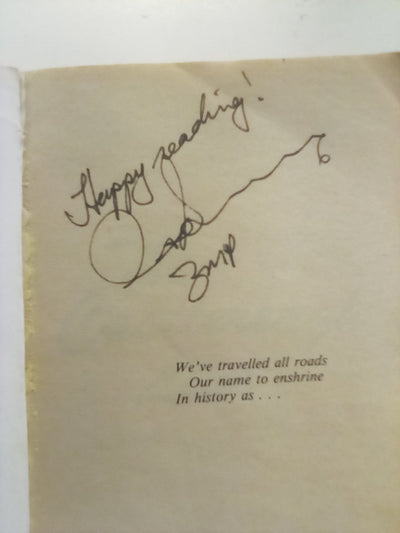 Happy reading!
We've travelled all roads
Our name to enshrine
In history as . . .